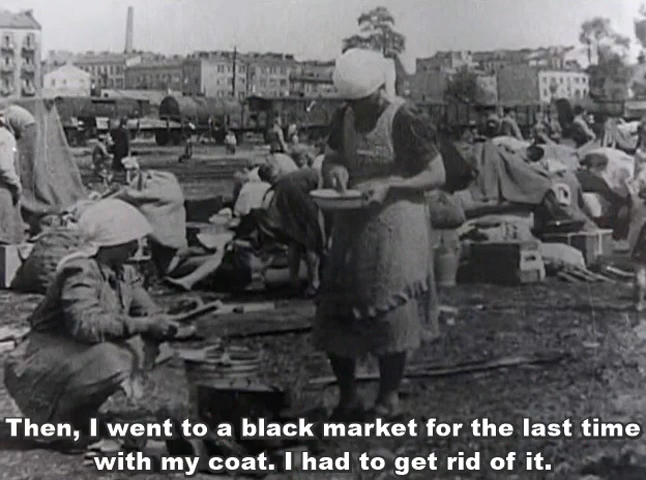 Then, I went to a black market for the last time
with my coat. I had to get rid of it.